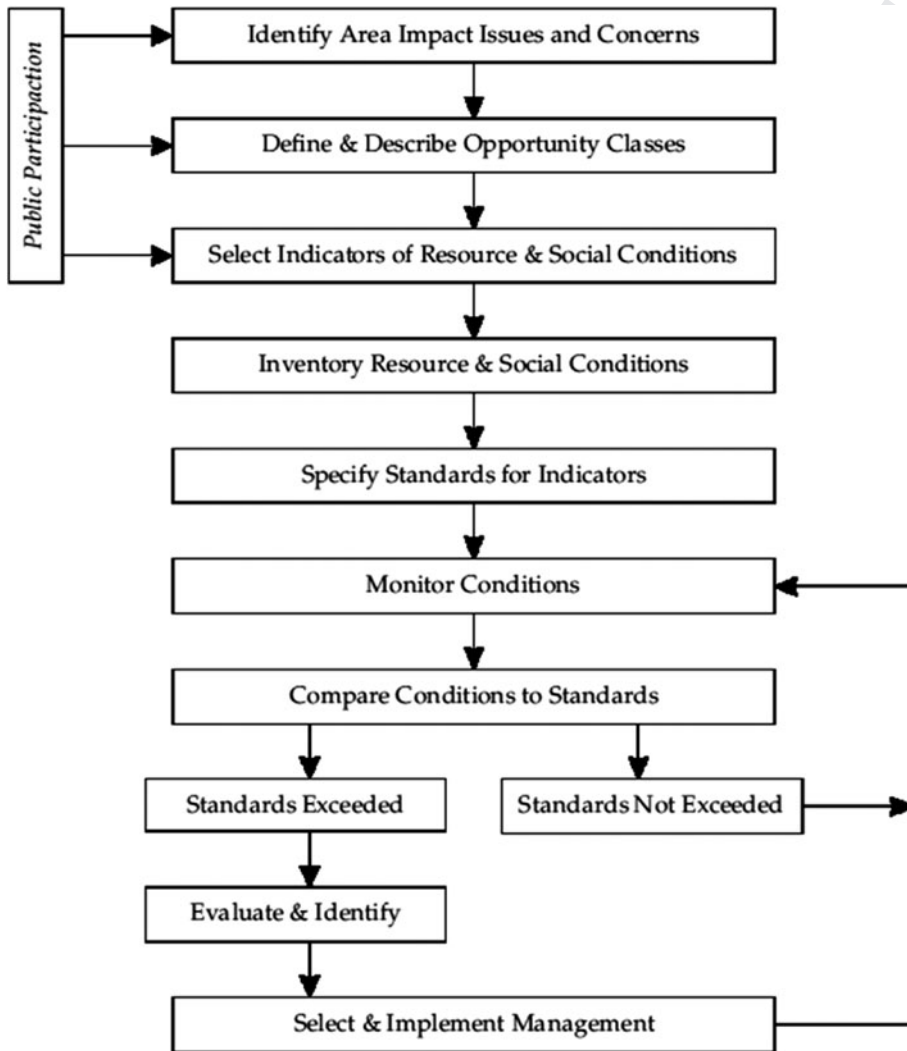 Public Participaction
Identify Area Impact Issues and Concerns
Define & Describe Opportunity Classes
Select Indicators of Resource & Social Conditions
Inventory Resource & Social Conditions
Specify Standards for Indicators
Monitor Conditions
Compare Conditions to Standards
Standards Exceeded
Standards Not Exceeded
Evaluate & Identify
Select & Implement Management